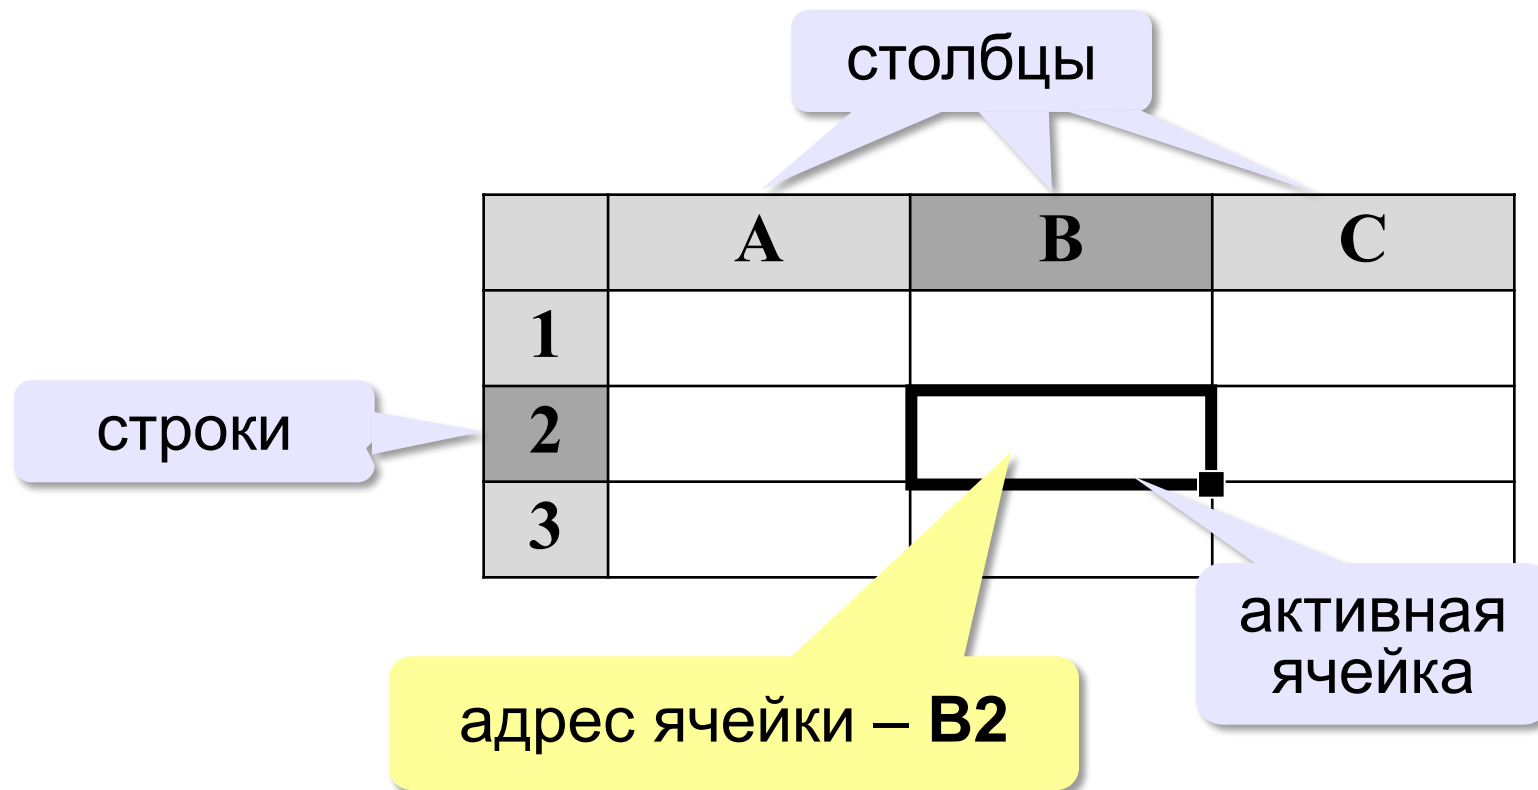 столбцы
A B C
1
строки 2
3
активная
ячейка
адрес ячейки – B2